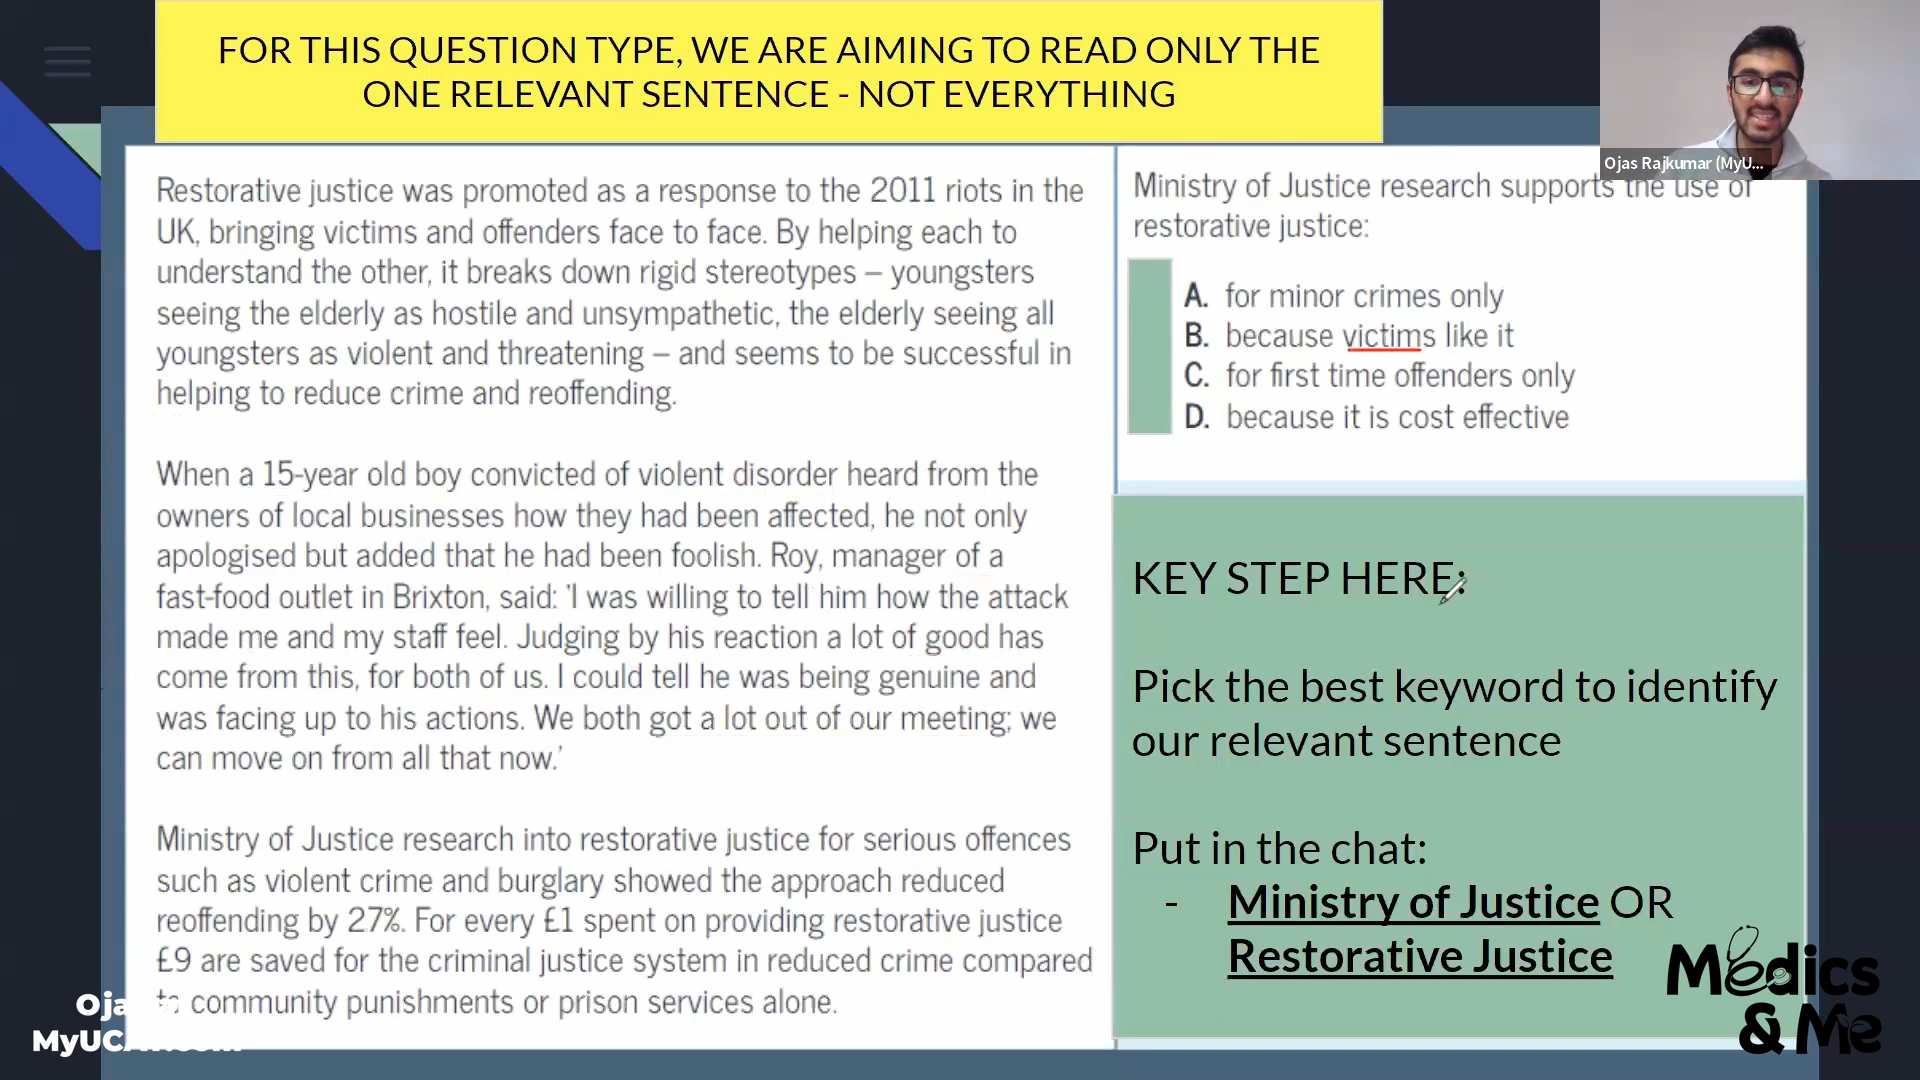 FOR THIS QUESTION TYPE, WE ARE AIMING TO READ ONLY THE
ONE RELEVANT SENTENCE - NOT EVERYTHING
Ojas Rajkumar (MyU...
Restorative justice was promoted as a response to the 2011 riots in the
UK, bringing victims and offenders face to face. By helping each to
understand the other, it breaks down rigid stereotypes – youngsters
seeing the elderly as hostile and unsympathetic, the elderly seeing all
youngsters as violent and threatening – and seems to be successful in
helping to reduce crime and reoffending.
When a 15-year old boy convicted of violent disorder heard from the
owners of local businesses how they had been affected, he not only
apologised but added that he had been foolish. Roy, manager of a
fast-food outlet in Brixton, said: 'I was willing to tell him how the attack
made me and my staff feel. Judging by his reaction a lot of good has
come from this, for both of us. I could tell he was being genuine and
was facing up to his actions. We both got a lot out of our meeting; we
can move on from all that now.'
Ministry of Justice research into restorative justice for serious offences
such as violent crime and burglary showed the approach reduced
reoffending by 27%. For every £1 spent on providing restorative justice
£9 are saved for the criminal justice system in reduced crime compared
community punishments or prison services alone.
Ministry of Justice research supports the use of
restorative justice:
A. for minor crimes only
B. because victims like it
C. for first time offenders only
D. because it is cost effective
KEY STEP HERE:
Pick the best keyword to identify
our relevant sentence
Put in the chat:
- Ministry of Justice OR
Restorative Justice
Medics
& Me